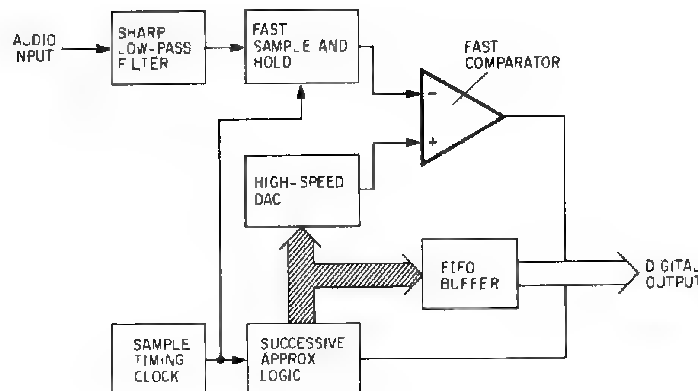 AUDIO
INPUT
SHARP
LOW-PASS
FILTER
FAST
SAMPLE AND
HOLD
FAST
COMPARATOR
−
+
HIGH-SPEED
DAC
FIFO
BUFFER
DIGITAL
OUTPUT
SAMPLE
TIMING
CLOCK
SUCCESSIVE
APPROX
LOGIC